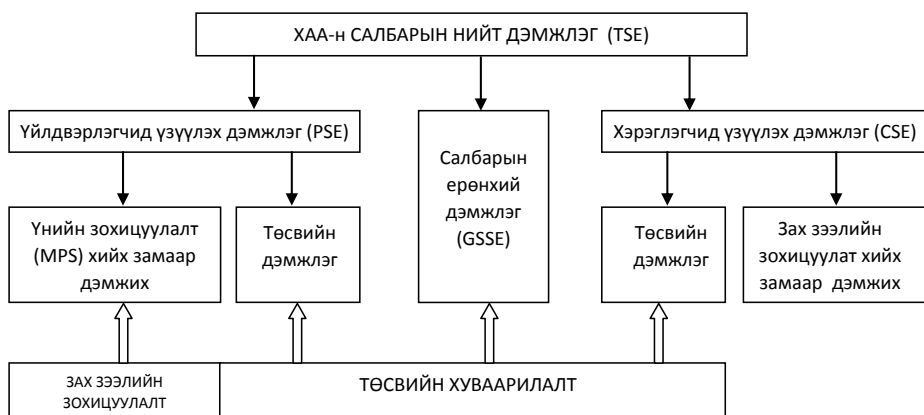 ХАА-н САЛБАРЫН НИЙТ ДЭМЖЛЭГ (TSE)
Үйлдвэрлэгчид үзүүлэх дэмжлэг (PSE)
Салбарын
ерөнхий
дэмжлэг
(GSSE)
Хэрэглэгчид үзүүлэх дэмжлэг (CSE)
Үнийн зохицуулалт
(MPS) хийх замаар
дэмжих
Төсвийн
дэмжлэг
Төсвийн
дэмжлэг
Зах зээлийн
зохицуулат хийх
замаар дэмжих
ЗАХ ЗЭЭЛИЙН
ЗОХИЦУУЛАЛТ
ТӨСВИЙН ХУВААРИЛАЛТ